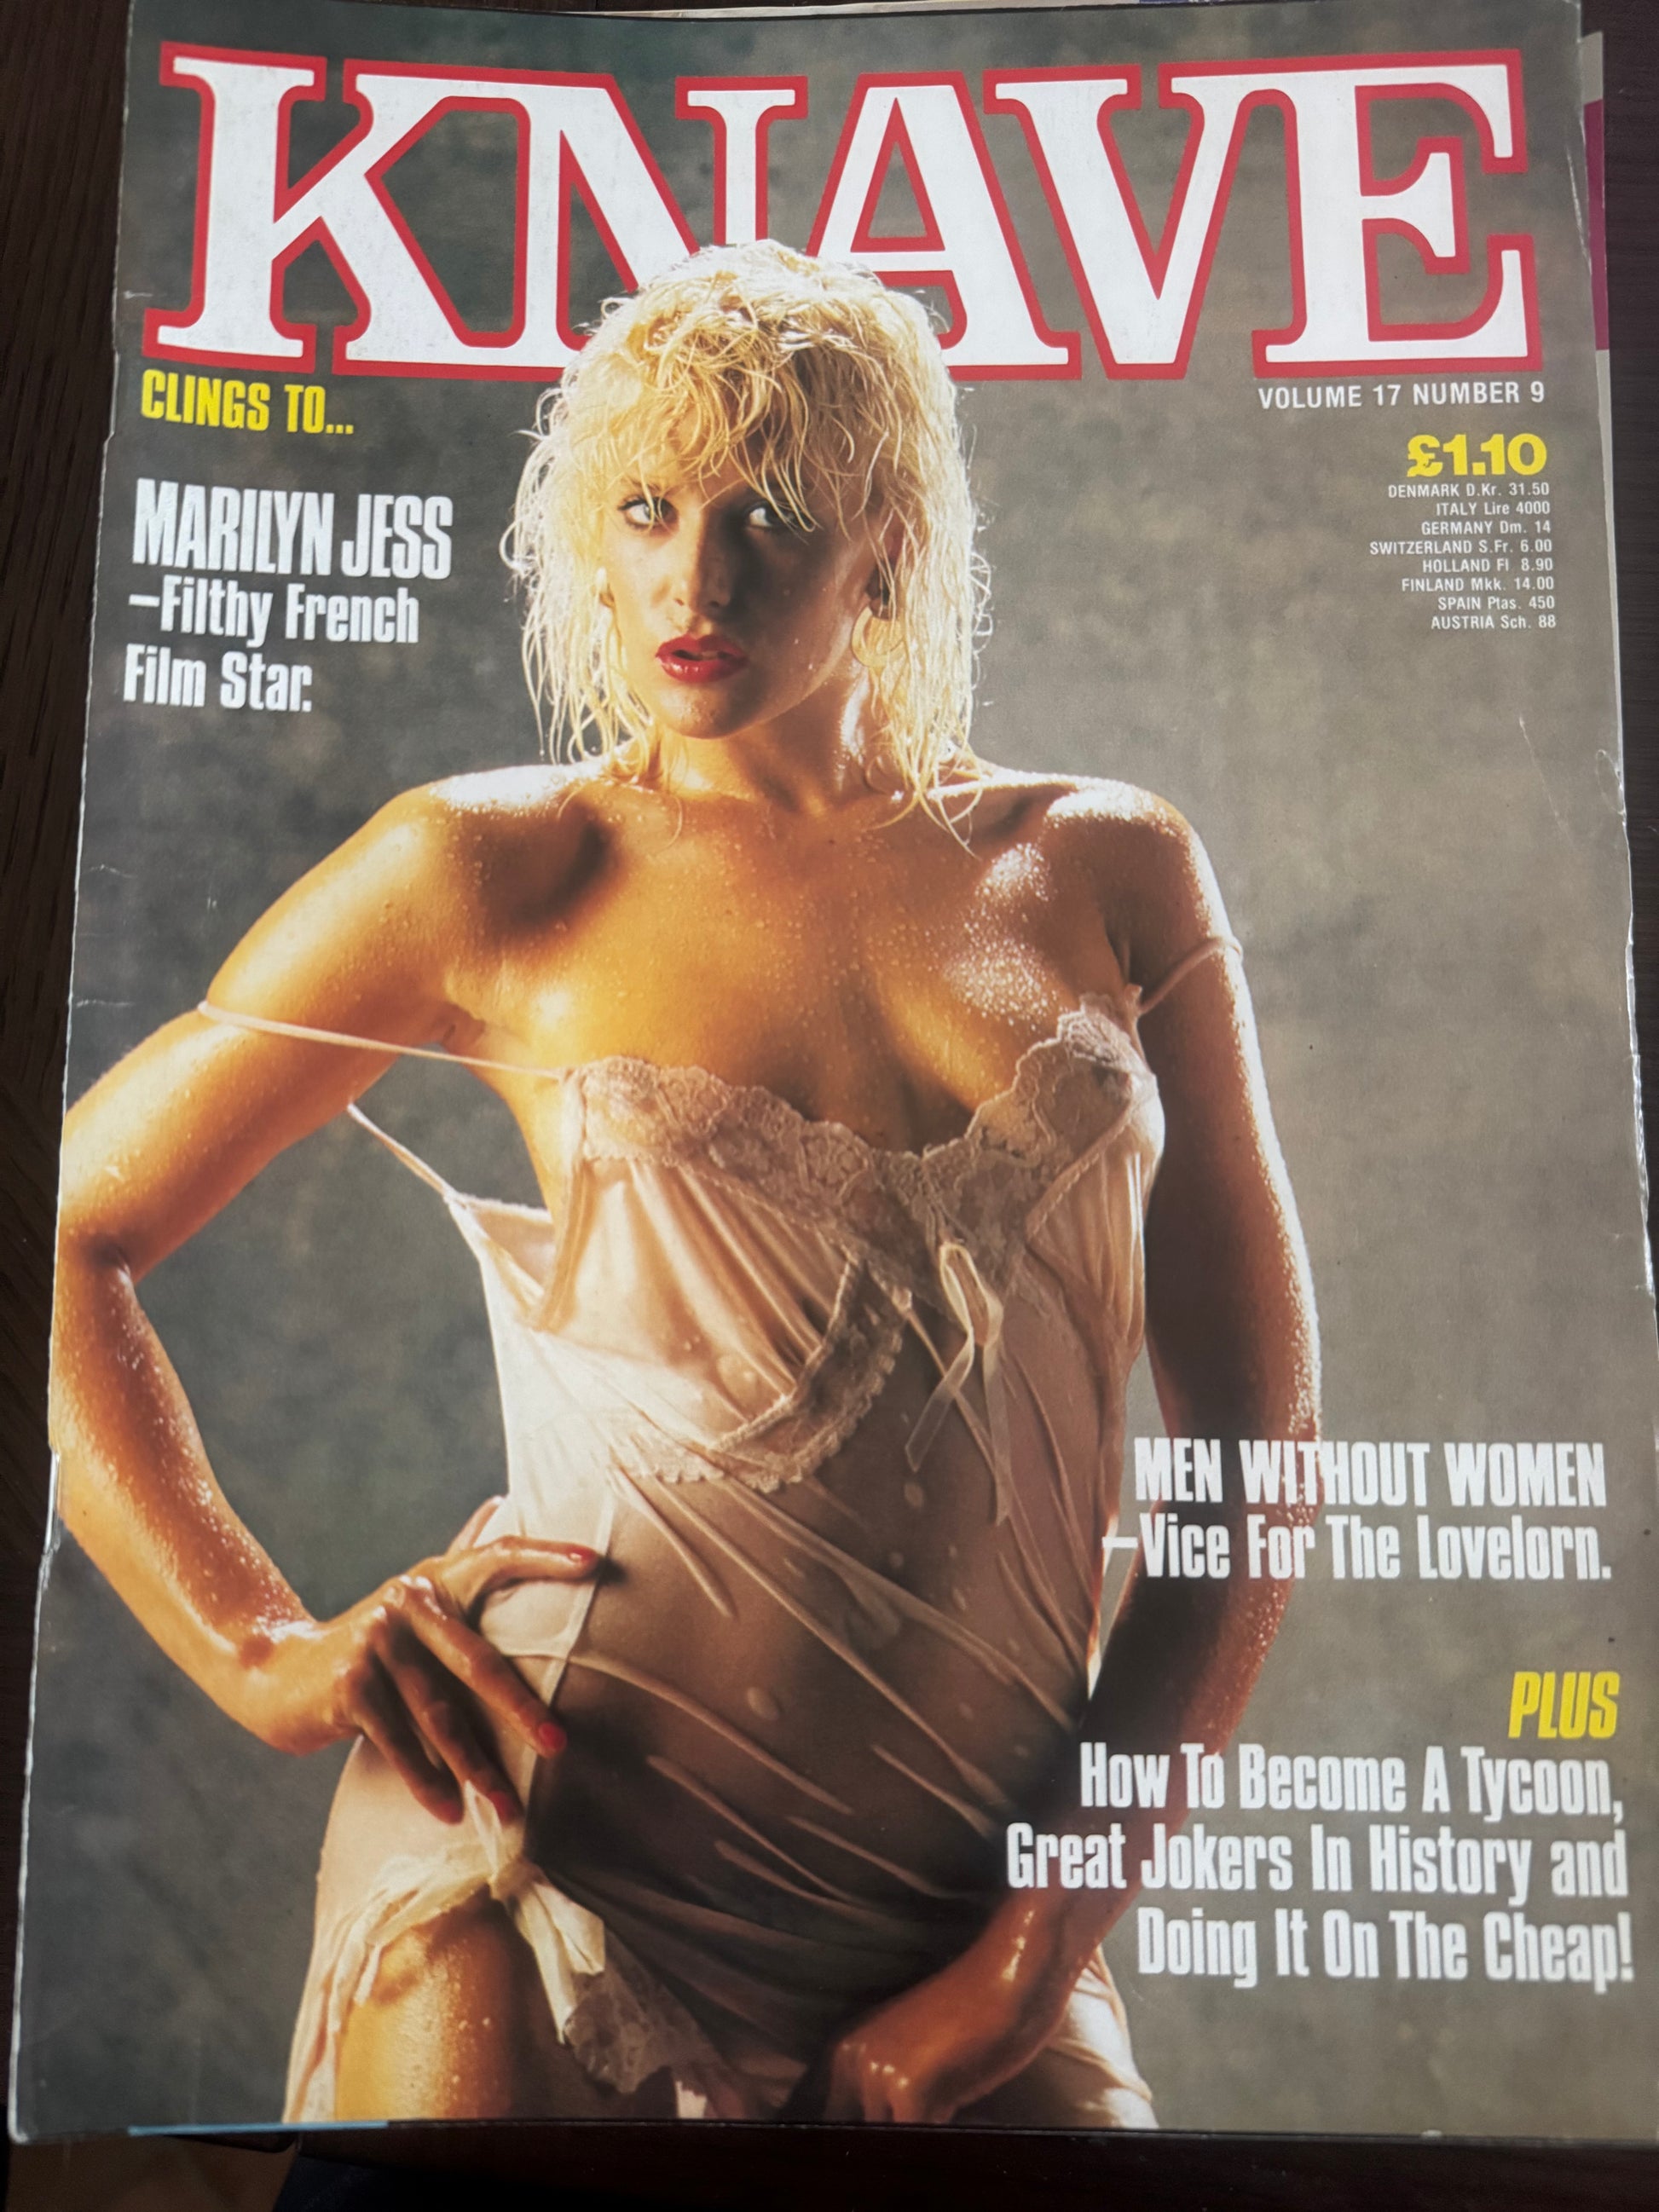 KNAVE
VOLUME 17 NUMBER 9
CLINGS TO...
£1.10
DENMARK D.Kr. 31.50
ITALY Lire 4000
GERMANY Dm. 14
SWITZERLAND S.Fr. 6.00
HOLLAND Fl 8.90
FINLAND Mkk. 14.00
SPAIN Ptas. 450
AUSTRIA Sch. 88
MARILYN JESS
–Filthy French
Film Star.
MEN WITHOUT WOMEN
–Vice For The Lovelorn.
PLUS
How To Become A Tycoon,
Great Jokers In History and
Doing It On The Cheap!